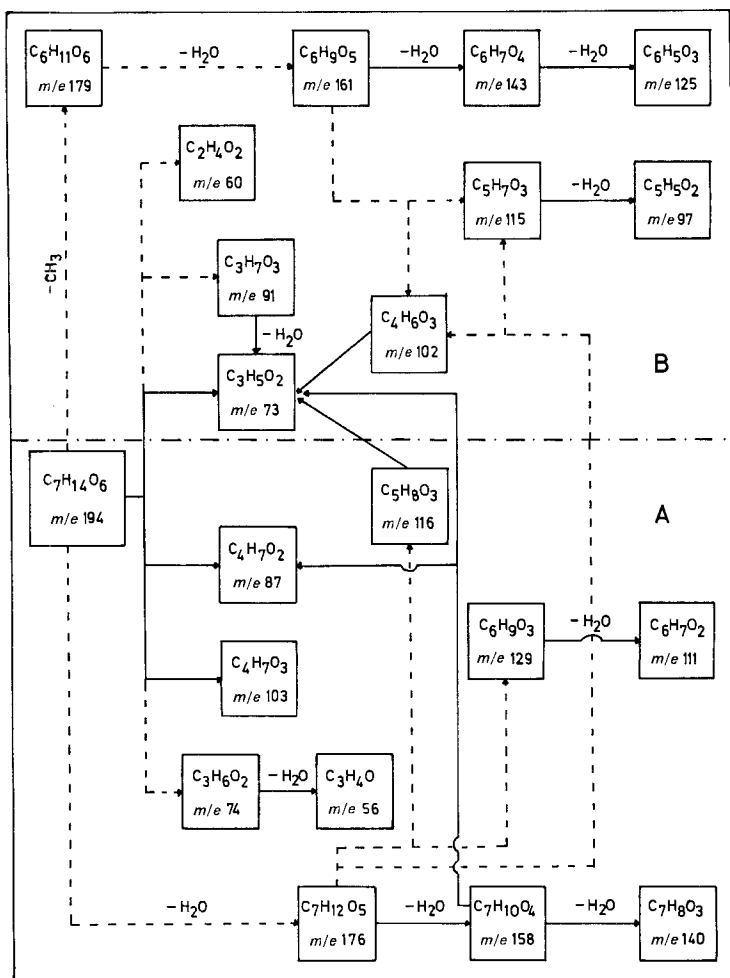 C6H11O6
m/e 179
–H2O
C6H9O5
m/e 161
–H2O
C6H7O4
m/e 143
–H2O
C6H5O3
m/e 125
C2H4O2
m/e 60
C5H7O3
m/e 115
–H2O
C5H5O2
m/e 97
–CH3
C3H7O3
m/e 91
–H2O
C4H6O3
m/e 102
C3H5O2
m/e 73
B
C7H14O6
m/e 194
C5H8O3
m/e 116
A
C4H7O2
m/e 87
C6H9O3
m/e 129
–H2O
C6H7O2
m/e 111
C4H7O3
m/e 103
C3H6O2
m/e 74
–H2O
C3H4O
m/e 56
–H2O
C7H12O5
m/e 176
–H2O
C7H10O4
m/e 158
–H2O
C7H8O3
m/e 140